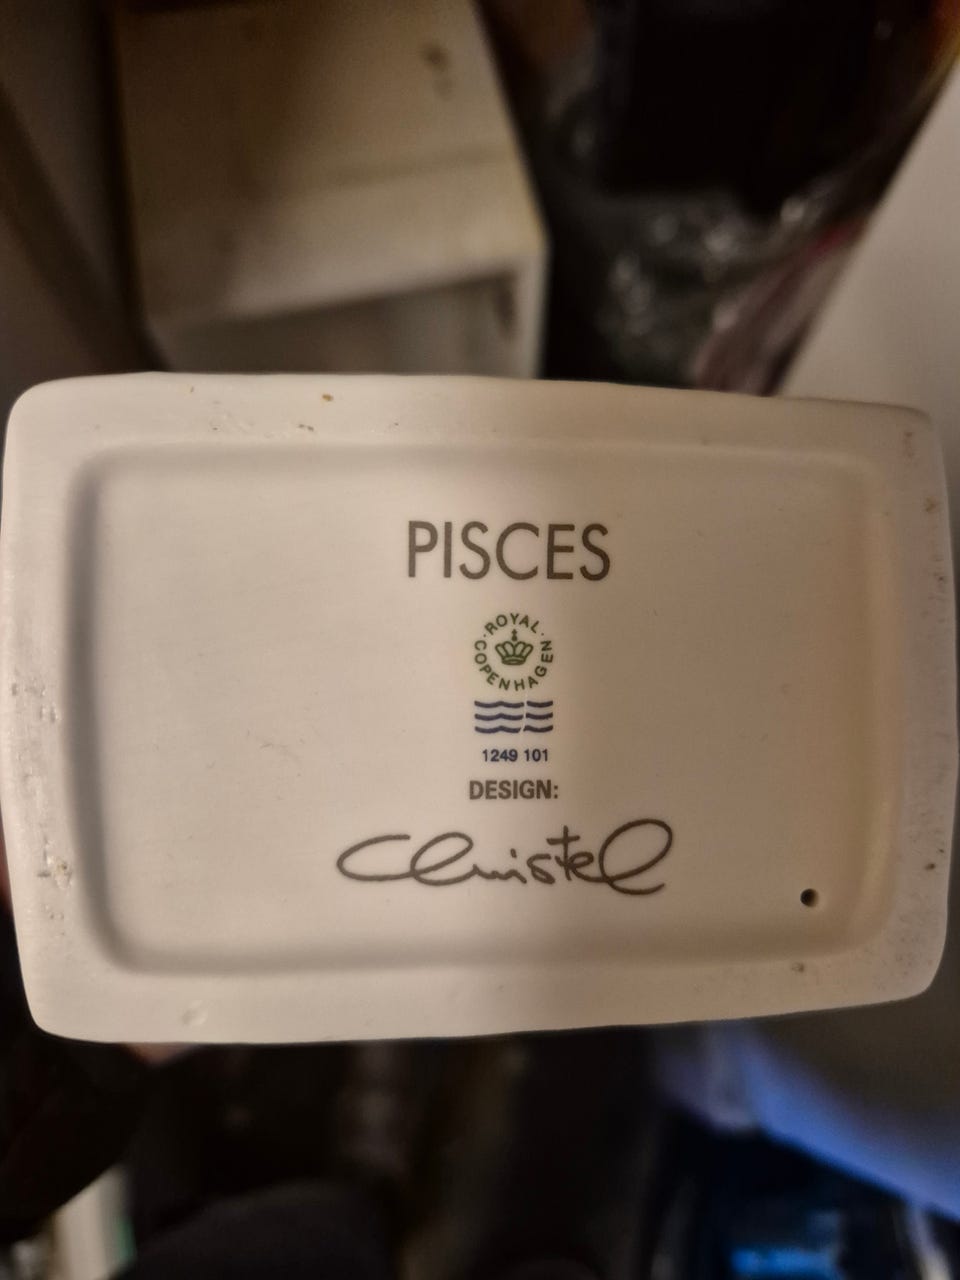 PISCES
· ROYAL ·
COPENHAGEN
1249 101
DESIGN:
Christel